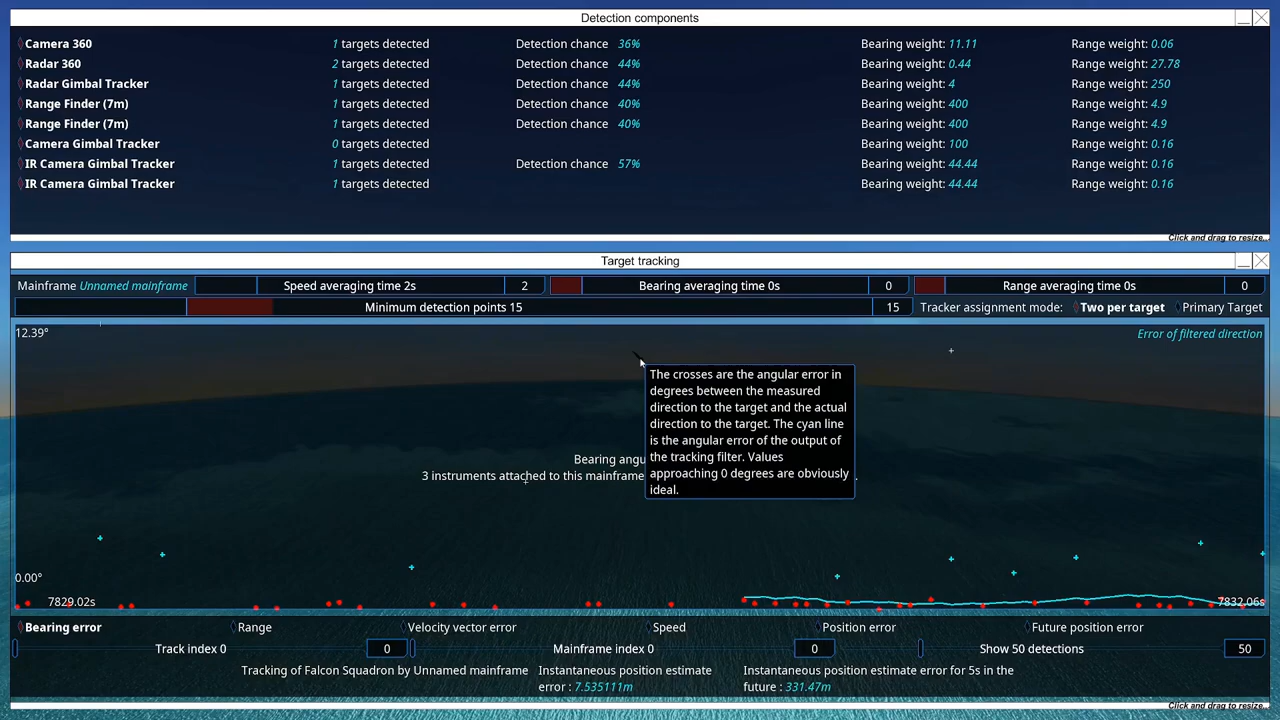 Detection components
Camera 360 1 targets detected Detection chance 36% Bearing weight: 11.11 Range weight: 0.06
Radar 360 2 targets detected Detection chance 44% Bearing weight: 0.44 Range weight: 27.78
Radar Gimbal Tracker 1 targets detected Detection chance 44% Bearing weight: 4 Range weight: 250
Range Finder (7m) 1 targets detected Detection chance 40% Bearing weight: 400 Range weight: 4.9
Range Finder (7m) 1 targets detected Detection chance 40% Bearing weight: 400 Range weight: 4.9
Camera Gimbal Tracker 0 targets detected Bearing weight: 100 Range weight: 0.16
IR Camera Gimbal Tracker 1 targets detected Detection chance 57% Bearing weight: 44.44 Range weight: 0.16
IR Camera Gimbal Tracker 1 targets detected Bearing weight: 44.44 Range weight: 0.16
Click and drag to resize..
Target tracking
Mainframe Unnamed mainframe Speed averaging time 2s 2 Bearing averaging time 0s 0 Range averaging time 0s 0
Minimum detection points 15 15 Tracker assignment mode: Two per target Primary Target
12.39° Error of filtered direction
The crosses are the angular error in
degrees between the measured
direction to the target and the actual
direction to the target. The cyan line
is the angular error of the output of
the tracking filter. Values
approaching 0 degrees are obviously
ideal.
Bearing angu
3 instruments attached to this mainframe
0.00°
7829.02s 7832.06s
Bearing error Range Velocity vector error Speed Position error Future position error
Track index 0 0 Mainframe index 0 0 Show 50 detections 50
Tracking of Falcon Squadron by Unnamed mainframe
Instantaneous position estimate
error : 7.535111m
Instantaneous position estimate error for 5s in the
future : 331.47m
Click and drag to resize..